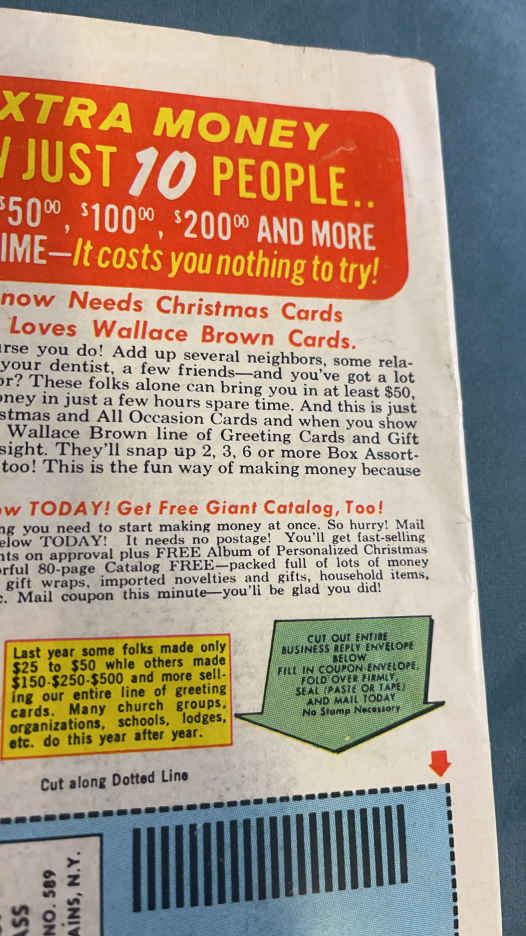 XTRA MONEY
JUST 10 PEOPLE..
$50⁰⁰, $100⁰⁰, $200⁰⁰ AND MORE
IME—It costs you nothing to try!
now Needs Christmas Cards
Loves Wallace Brown Cards.
urse you do! Add up several neighbors, some rela-
your dentist, a few friends—and you've got a lot
or? These folks alone can bring you in at least $50,
oney in just a few hours spare time. And this is just
stmas and All Occasion Cards and when you show
Wallace Brown line of Greeting Cards and Gift
sight. They'll snap up 2, 3, 6 or more Box Assort-
too! This is the fun way of making money because
ow TODAY! Get Free Giant Catalog, Too!
ng you need to start making money at once. So hurry! Mail
elow TODAY! It needs no postage! You'll get fast-selling
nts on approval plus FREE Album of Personalized Christmas
orful 80-page Catalog FREE—packed full of lots of money
gift wraps, imported novelties and gifts, household items,
c. Mail coupon this minute—you'll be glad you did!
Last year some folks made only
$25 to $50 whle others made
$150-$250-$500 and more sell-
ing our entire line of greeting
cards. Many church groups,
organizations, schools, lodges,
etc. do this year after year.
CUT OUT ENTIRE
BUSINESS REPLY ENVELOPE
BELOW
FILL IN COUPON-ENVELOPE,
FOLD OVER FIRMLY,
SEAL (PASTE OR TAPE)
AND MAIL TODAY
No Stamp Necessary
Cut along Dotted Line
ASS
NO. 589
AINS, N.Y.